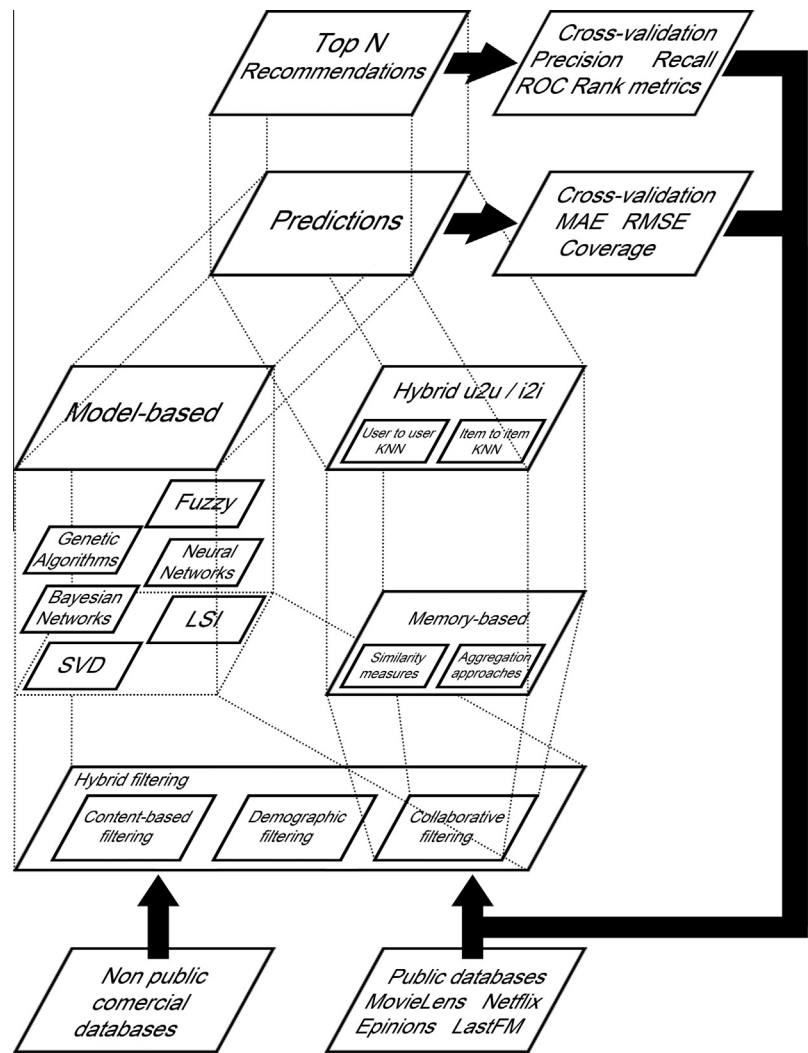 Top N
Recommendations
Cross-validation
Precision Recall
ROC Rank metrics
Predictions
Cross-validation
MAE RMSE
Coverage
Model-based
Hybrid u2u / i2i
User to user
KNN
Item to item
KNN
Fuzzy
Genetic
Algorithms
Neural
Networks
Bayesian
Networks
LSI
SVD
Memory-based
Similarity
measures
Aggregation
approaches
Hybrid filtering
Content-based
filtering
Demographic
filtering
Collaborative
filtering
Non public
comercial
databases
Public databases
MovieLens Netflix
Epinions LastFM